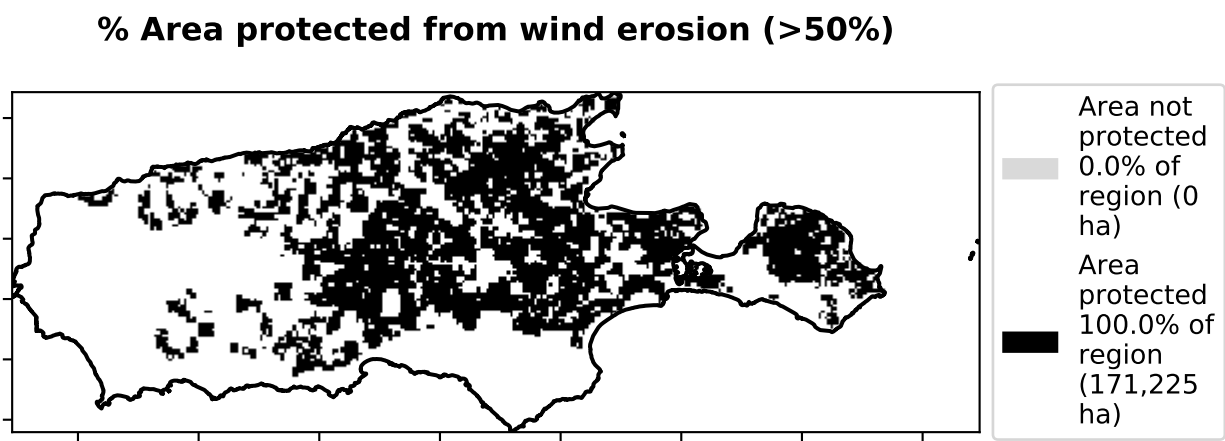 % Area protected from wind erosion (>50%)
Area not
protected
0.0% of
region (0
ha)
Area
protected
100.0% of
region
(171,225
ha)